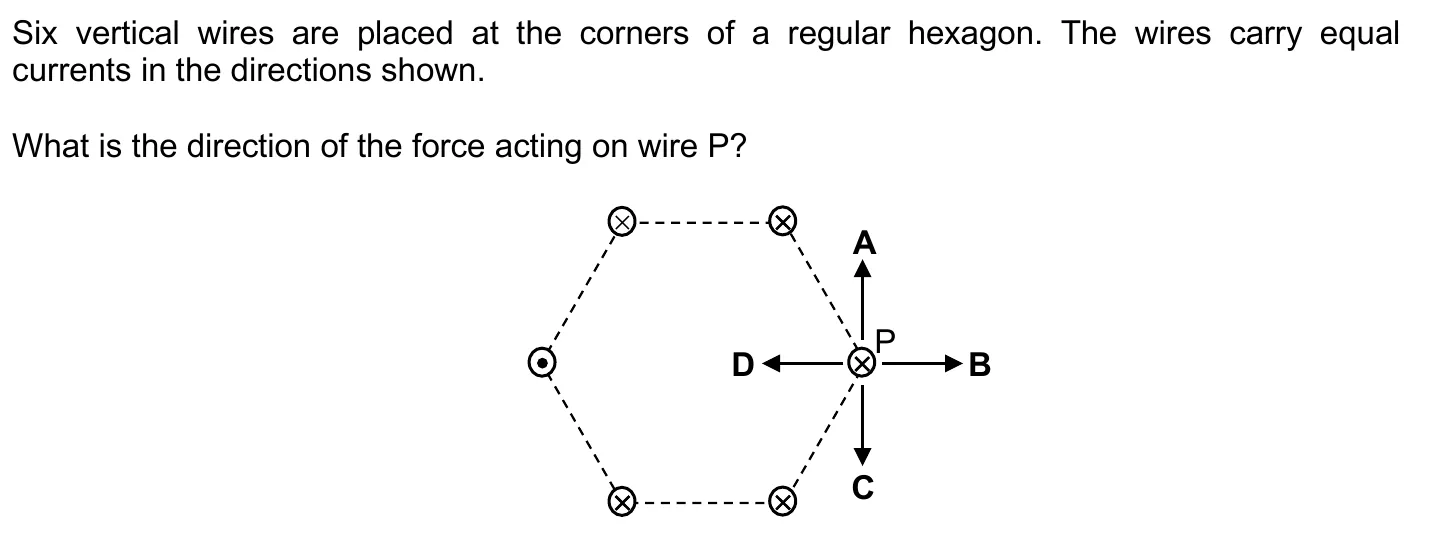 Six vertical wires are placed at the corners of a regular hexagon. The wires carry equal
currents in the directions shown.
What is the direction of the force acting on wire P?
A
P
D
B
C